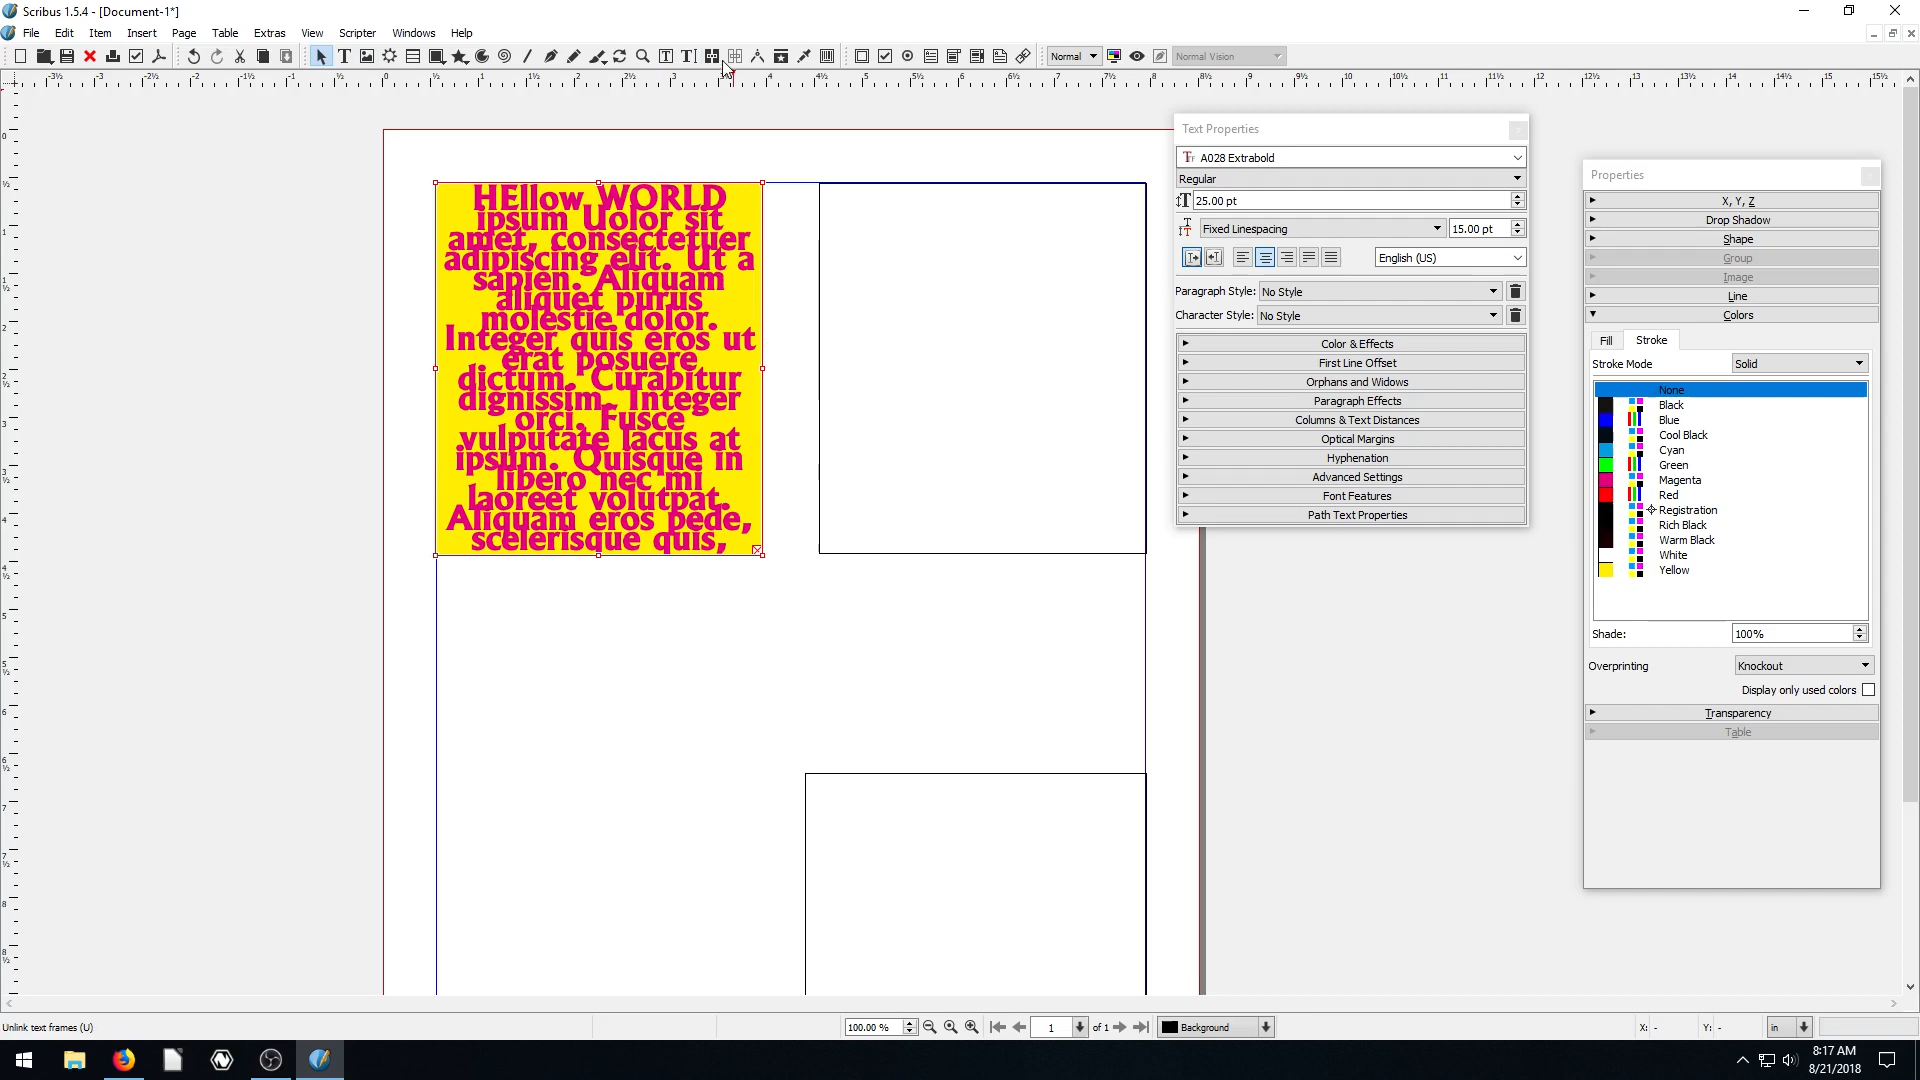 Scribus 1.5.4 - [Document-1*]
File Edit Item Insert Page Table Extras View Scripter Windows Help
Normal Normal Vision
Text Properties
A028 Extrabold
Regular
25.00 pt
Fixed Linespacing 15.00 pt
English (US)
Paragraph Style: No Style
Character Style: No Style
Color & Effects
First Line Offset
Orphans and Widows
Paragraph Effects
Columns & Text Distances
Optical Margins
Hyphenation
Advanced Settings
Font Features
Path Text Properties
HEllow WORLD
ipsum Uolor sit
amet, consectetuer
adipiscing elit. Ut a
sapien. Aliquam
aliquet purus
molestie dolor.
Integer quis eros ut
erat posuere
dictum. Curabitur
dignissim. Integer
orci. Fusce
vulputate lacus at
ipsum. Quisque in
libero nec mi
laoreet volutpat.
Aliquam eros pede,
scelerisque quis,
Properties
X, Y, Z
Drop Shadow
Shape
Group
Image
Line
Colors
Fill Stroke
Stroke Mode Solid
None
Black
Blue
Cool Black
Cyan
Green
Magenta
Red
Registration
Rich Black
Warm Black
White
Yellow
Shade: 100%
Overprinting Knockout
Display only used colors
Transparency
Table
Unlink text frames (U)
100.00 % 1 of 1 Background X: - Y: - in
8:17 AM
8/21/2018